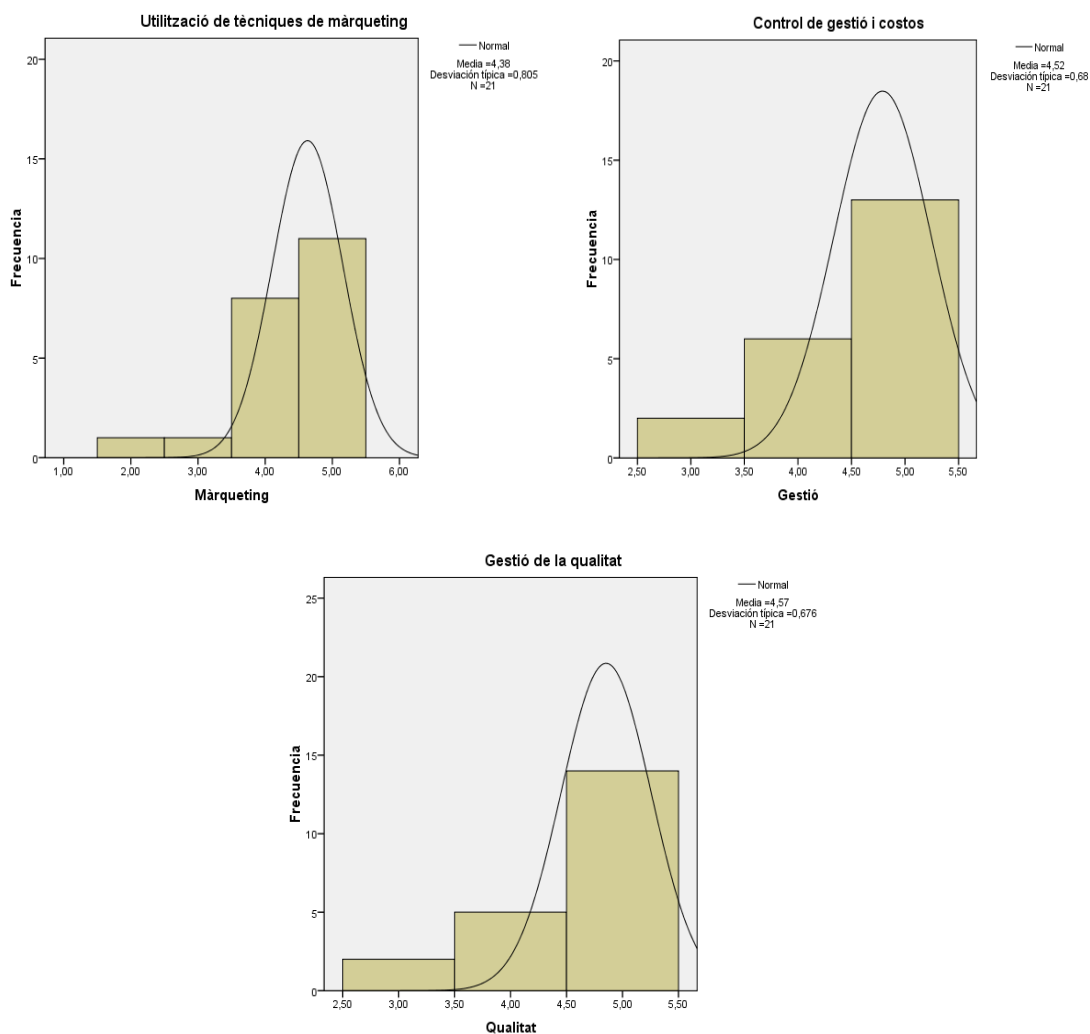 Utilització de tècniques de màrqueting
Normal
Media =4,38
Desviación típica =0,805
N =21
20
15
10
5
0
Frecuencia
1,00 2,00 3,00 4,00 5,00 6,00
Màrqueting
Control de gestió i costos
Normal
Media =4,52
Desviación típica =0,68
N =21
20
15
10
5
0
Frecuencia
2,50 3,00 3,50 4,00 4,50 5,00 5,50
Gestió
Gestió de la qualitat
Normal
Media =4,57
Desviación típica =0,676
N =21
25
20
15
10
5
0
Frecuencia
2,50 3,00 3,50 4,00 4,50 5,00 5,50
Qualitat